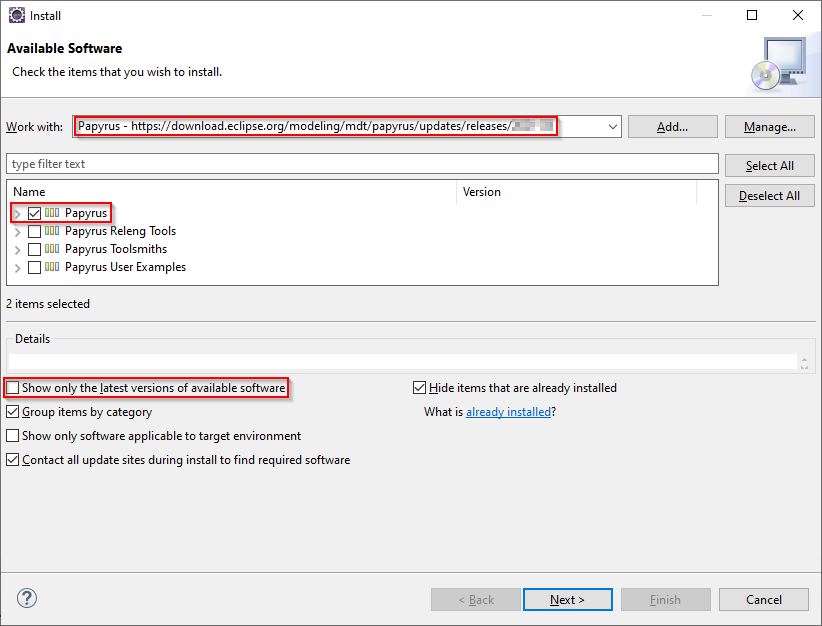 Install
Available Software
Check the items that you wish to install.
Work with: Papyrus - https://download.eclipse.org/modeling/mdt/papyrus/updates/releases/ Add... Manage...
type filter text Select All
Name Version Deselect All
Papyrus
Papyrus Releng Tools
Papyrus Toolsmiths
Papyrus User Examples
2 items selected
Details
Show only the latest versions of available software Hide items that are already installed
Group items by category What is already installed?
Show only software applicable to target environment
Contact all update sites during install to find required software
? < Back Next > Finish Cancel